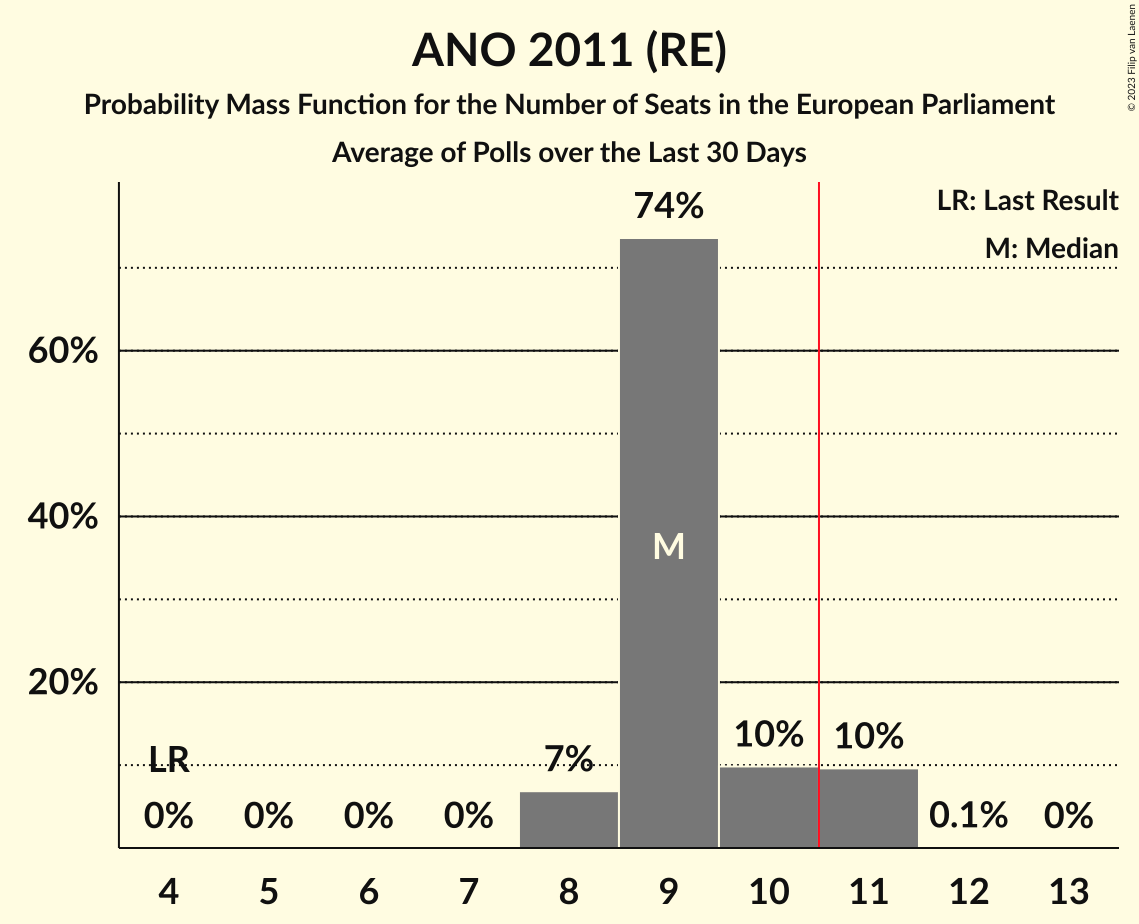 ANO 2011 (RE)
Probability Mass Function for the Number of Seats in the European Parliament
Average of Polls over the Last 30 Days
© 2023 Filip van Laenen
LR: Last Result
M: Median
60%
40%
20%
LR
0%
0%
0%
0%
7%
74%
M
10%
10%
0.1%
0%
4
5
6
7
8
9
10
11
12
13